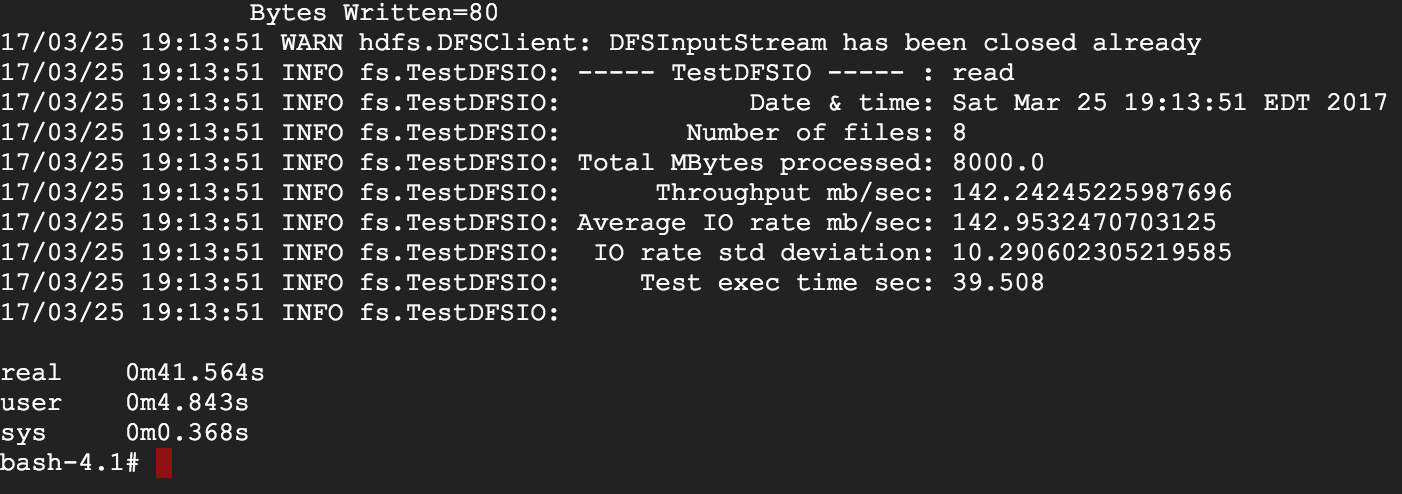 Bytes Written=80
17/03/25 19:13:51 WARN hdfs.DFSClient: DFSInputStream has been closed already
17/03/25 19:13:51 INFO fs.TestDFSIO: ----- TestDFSIO ----- : read
17/03/25 19:13:51 INFO fs.TestDFSIO:            Date & time: Sat Mar 25 19:13:51 EDT 2017
17/03/25 19:13:51 INFO fs.TestDFSIO:        Number of files: 8
17/03/25 19:13:51 INFO fs.TestDFSIO: Total MBytes processed: 8000.0
17/03/25 19:13:51 INFO fs.TestDFSIO:      Throughput mb/sec: 142.24245225987696
17/03/25 19:13:51 INFO fs.TestDFSIO: Average IO rate mb/sec: 142.9532470703125
17/03/25 19:13:51 INFO fs.TestDFSIO:  IO rate std deviation: 10.290602305219585
17/03/25 19:13:51 INFO fs.TestDFSIO:     Test exec time sec: 39.508
17/03/25 19:13:51 INFO fs.TestDFSIO:
real    0m41.564s
user    0m4.843s
sys     0m0.368s
bash-4.1#